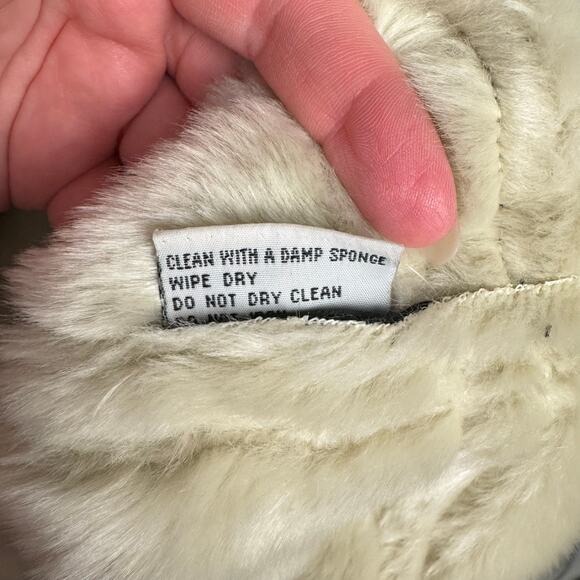 CLEAN WITH A DAMP SPONGE
WIPE DRY
DO NOT DRY CLEAN